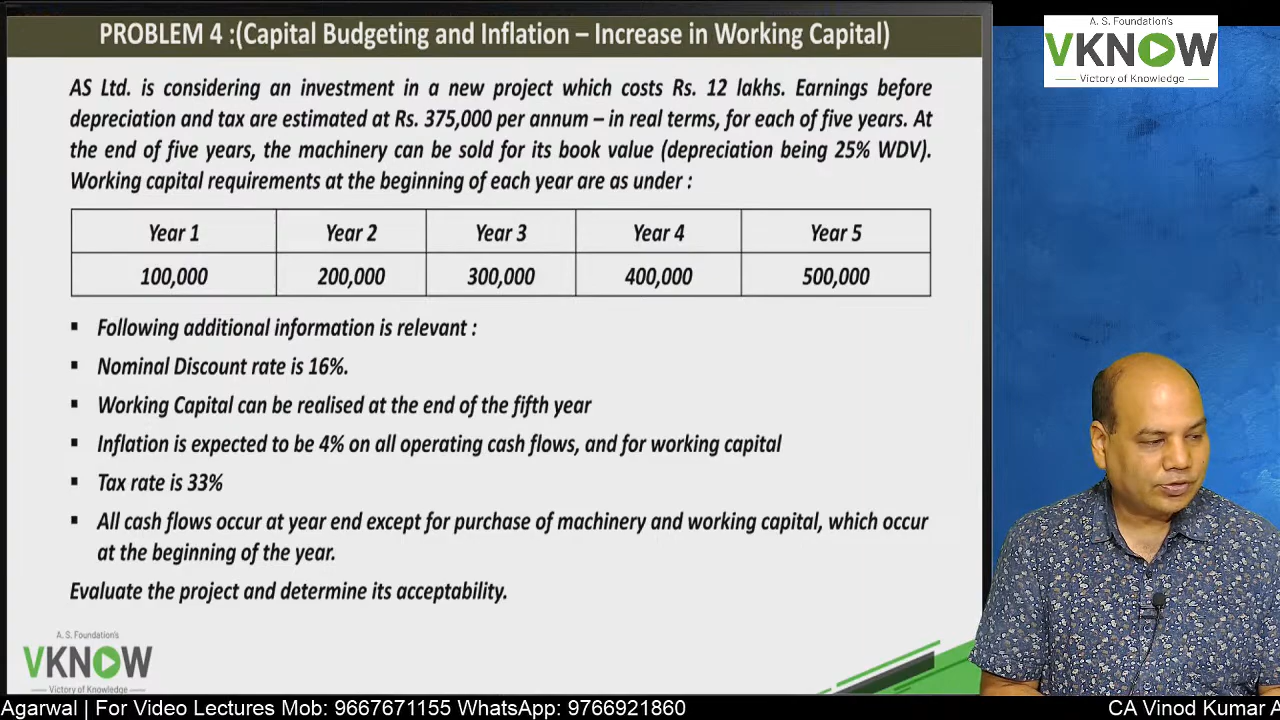 PROBLEM 4 :(Capital Budgeting and Inflation – Increase in Working Capital)
A. S. Foundation's
VKNOW
Victory of Knowledge
AS Ltd. is considering an investment in a new project which costs Rs. 12 lakhs. Earnings before
depreciation and tax are estimated at Rs. 375,000 per annum – in real terms, for each of five years. At
the end of five years, the machinery can be sold for its book value (depreciation being 25% WDV).
Working capital requirements at the beginning of each year are as under :
Year 1 Year 2 Year 3 Year 4 Year 5
100,000 200,000 300,000 400,000 500,000
▪ Following additional information is relevant :
▪ Nominal Discount rate is 16%.
▪ Working Capital can be realised at the end of the fifth year
▪ Inflation is expected to be 4% on all operating cash flows, and for working capital
▪ Tax rate is 33%
▪ All cash flows occur at year end except for purchase of machinery and working capital, which occur
at the beginning of the year.
Evaluate the project and determine its acceptability.
A. S. Foundation's
VKNOW
Victory of Knowledge
Agarwal | For Video Lectures Mob: 9667671155 WhatsApp: 9766921860 CA Vinod Kumar A